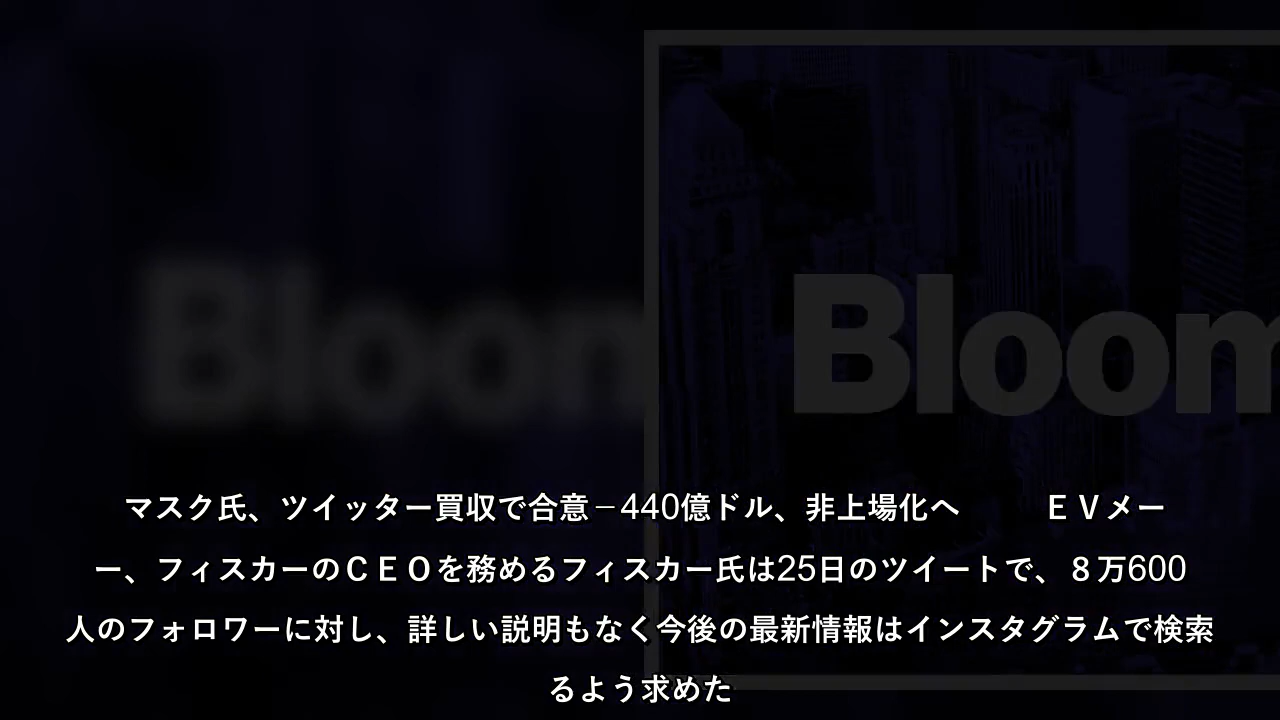 Bloom
Bloom
マスク氏、ツイッター買収で合意－440億ドル、非上場化へ　　　ＥＶメー
ー、フィスカーのＣＥＯを務めるフィスカー氏は25日のツイートで、８万600
人のフォロワーに対し、詳しい説明もなく今後の最新情報はインスタグラムで検索
るよう求めた